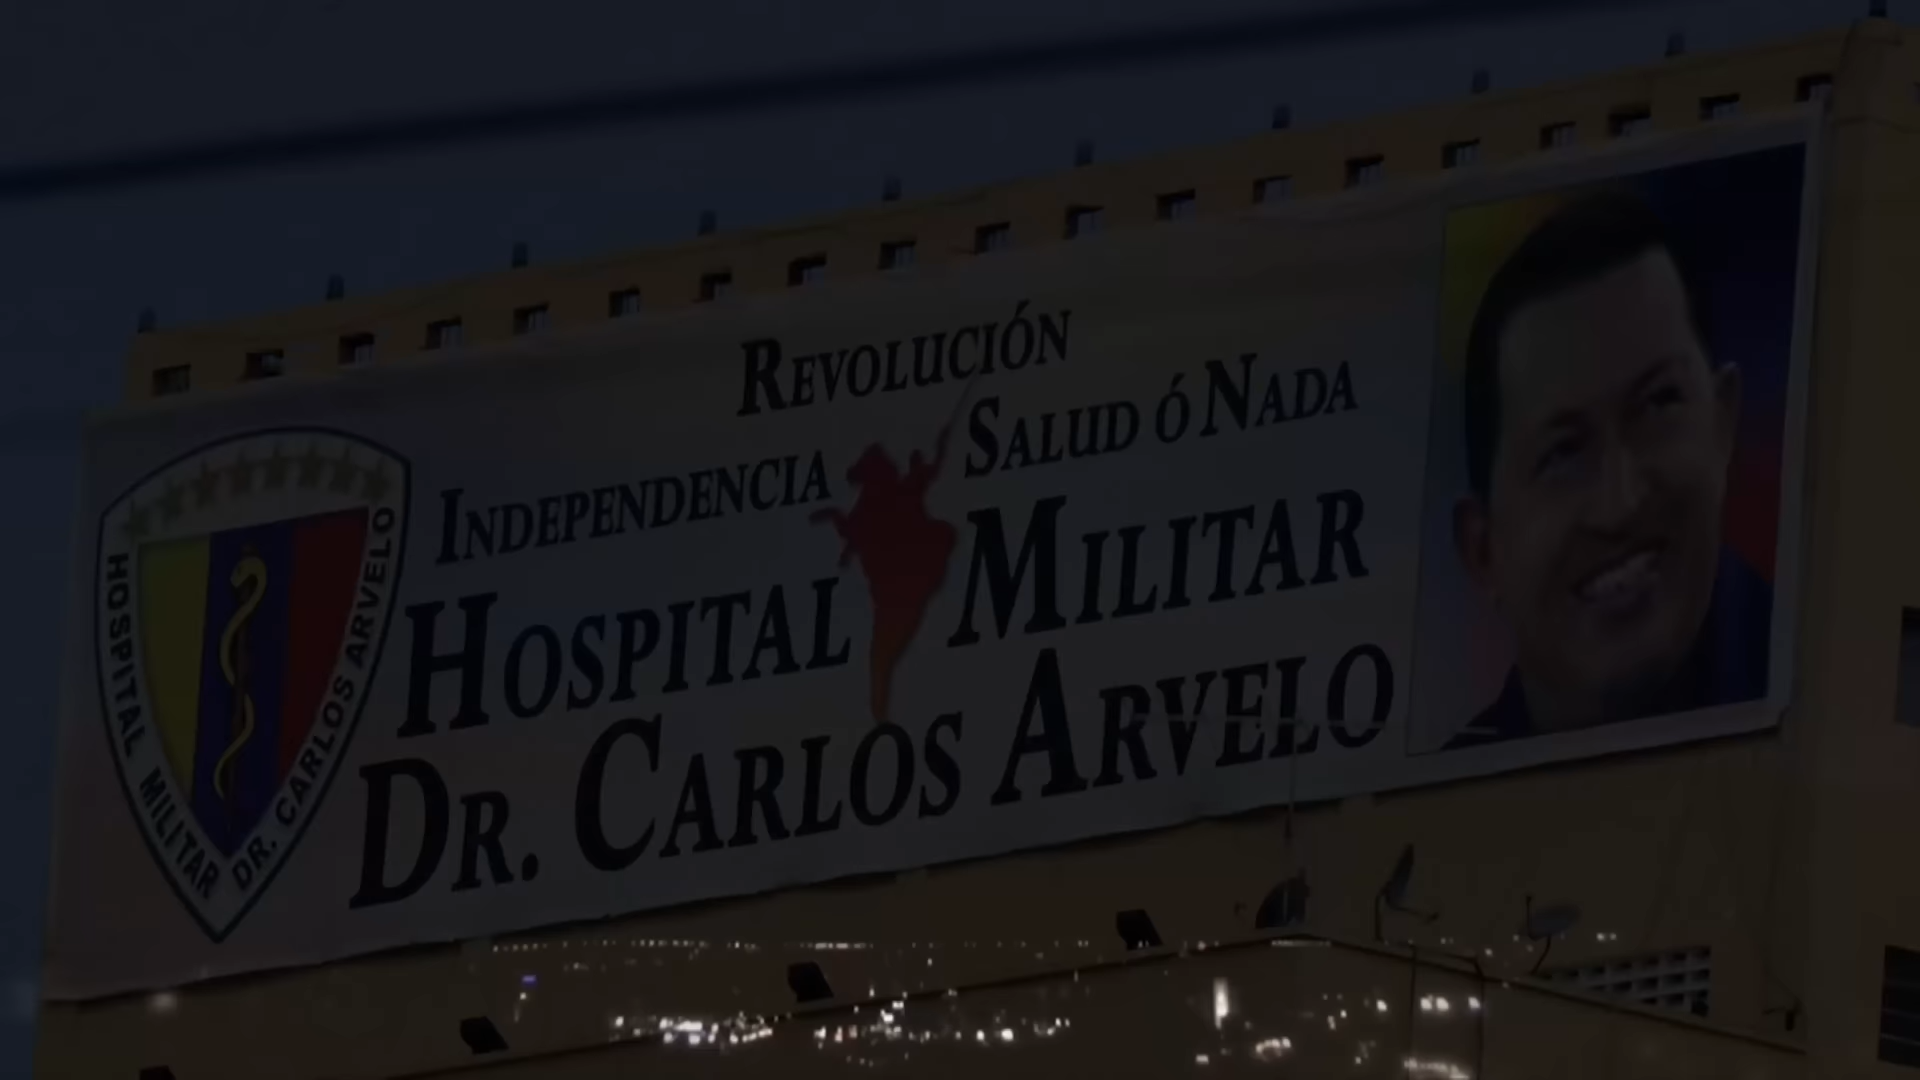 REVOLUCIÓN
INDEPENDENCIA SALUD Ó NADA
HOSPITAL MILITAR
DR. CARLOS ARVELO
HOSPITAL MILITAR DR. CARLOS ARVELO